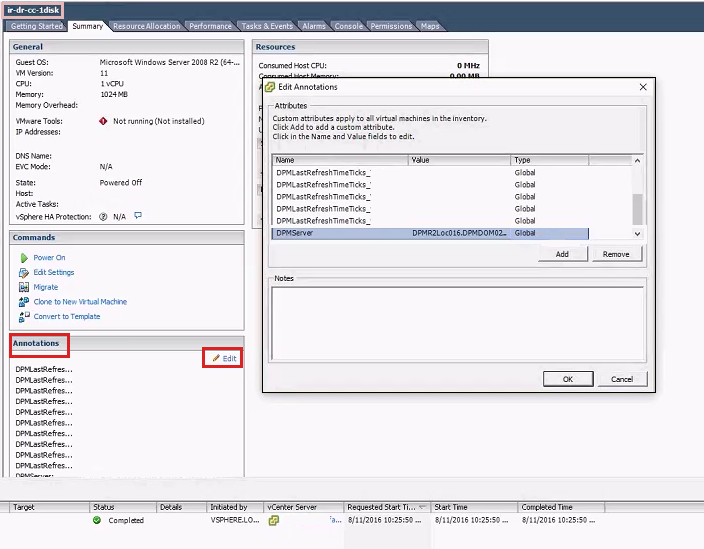 ir-dr-cc-1disk
Getting Started Summary Resource Allocation Performance Tasks & Events Alarms Console Permissions Maps
General
Guest OS: Microsoft Windows Server 2008 R2 (64-...
VM Version: 11
CPU: 1 vCPU
Memory: 1024 MB
Memory Overhead:
VMware Tools: Not running (Not installed)
IP Addresses:
DNS Name:
EVC Mode: N/A
State: Powered Off
Host:
Active Tasks:
vSphere HA Protection: N/A
Commands
Power On
Edit Settings
Migrate
Clone to New Virtual Machine
Convert to Template
Annotations
Edit
DPMLastRefres...
DPMLastRefres...
DPMLastRefres...
DPMLastRefres...
DPMLastRefres...
DPMLastRefres...
DPMLastRefres...
DPMLastRefres...
DPMLastRefres...
DPMServer:
Resources
Consumed Host CPU: 0 MHz
Consumed Host Memory: 0.00 MB
Edit Annotations
Attributes
Custom attributes apply to all virtual machines in the inventory.
Click Add to add a custom attribute.
Click in the Name and Value fields to edit.
Name Value Type
DPMLastRefreshTimeTicks_' Global
DPMLastRefreshTimeTicks_' Global
DPMLastRefreshTimeTicks_' Global
DPMLastRefreshTimeTicks_' Global
DPMLastRefreshTimeTicks_' Global
DPMServer DPMR2Loc016.DPMDOM02... Global
Add Remove
Notes
OK Cancel
Target Status Details Initiated by vCenter Server Requested Start Ti... Start Time Completed Time
Completed VSPHERE.LO... 'a... 8/11/2016 10:25:50 8/11/2016 10:25:50 8/11/2016 10:25:50